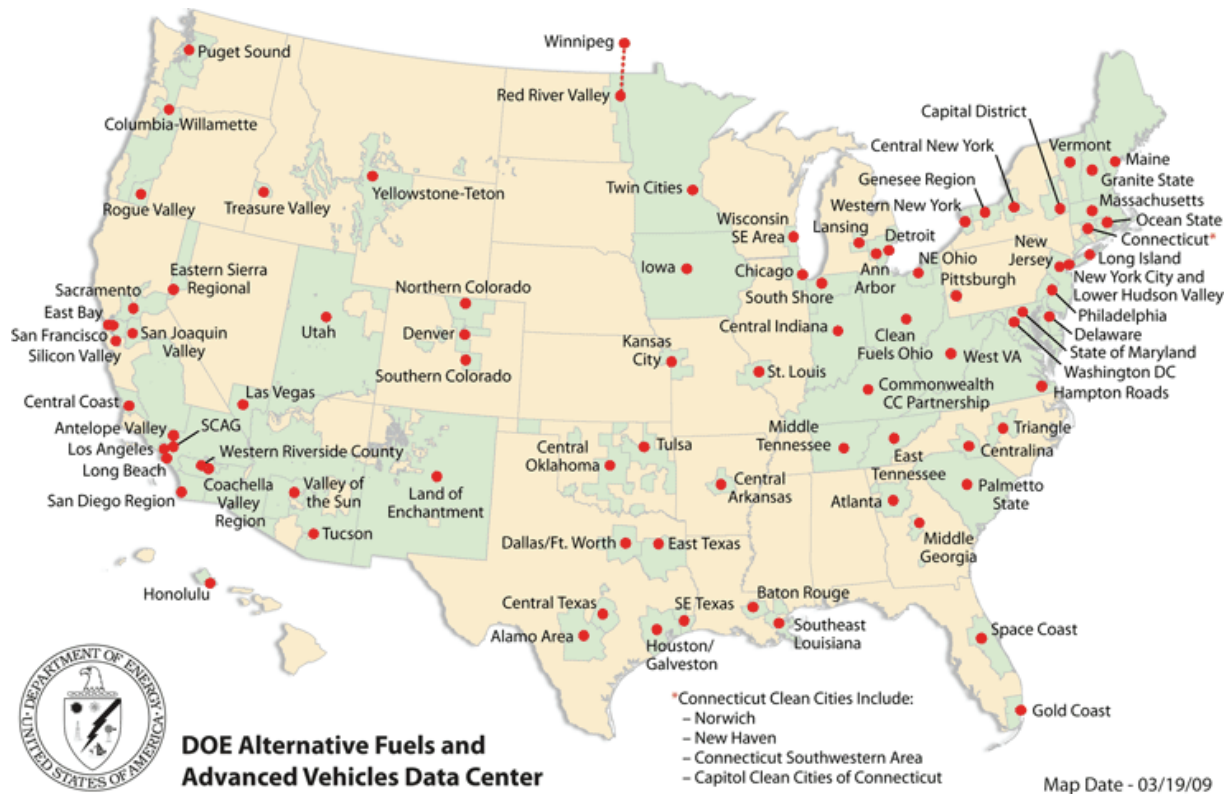 Winnipeg
Puget Sound
Red River Valley
Capital District
Columbia-Willamette
Central New York
Vermont
Maine
Genesee Region
Granite State
Yellowstone-Teton
Twin Cities
Massachusetts
Rogue Valley
Treasure Valley
Western New York
Ocean State
Wisconsin
SE Area
Lansing
Detroit
Connecticut*
Ann
Arbor
NE Ohio
New
Jersey
Long Island
Eastern Sierra
Regional
Iowa
Chicago
Pittsburgh
New York City and
Lower Hudson Valley
Sacramento
Northern Colorado
South Shore
East Bay
Philadelphia
San Francisco
Utah
Denver
Central Indiana
Clean
Fuels Ohio
Delaware
Silicon Valley
San Joaquin
Valley
Kansas
City
State of Maryland
West VA
Washington DC
Southern Colorado
St. Louis
Commonwealth
CC Partnership
Hampton Roads
Central Coast
Las Vegas
Antelope Valley
SCAG
Middle
Tennessee
Triangle
Los Angeles
Western Riverside County
Central
Oklahoma
Tulsa
Centralina
Long Beach
East
Tennessee
Coachella
Valley
Region
Valley of
the Sun
Land of
Enchantment
Central
Arkansas
Palmetto
State
San Diego Region
Atlanta
Tucson
Dallas/Ft. Worth
East Texas
Middle
Georgia
Honolulu
Central Texas
SE Texas
Baton Rouge
Alamo Area
Houston/
Galveston
Southeast
Louisiana
Space Coast
Gold Coast
DEPARTMENT OF ENERGY
UNITED STATES OF AMERICA
DOE Alternative Fuels and
Advanced Vehicles Data Center
*Connecticut Clean Cities Include:
– Norwich
– New Haven
– Connecticut Southwestern Area
– Capitol Clean Cities of Connecticut
Map Date - 03/19/09